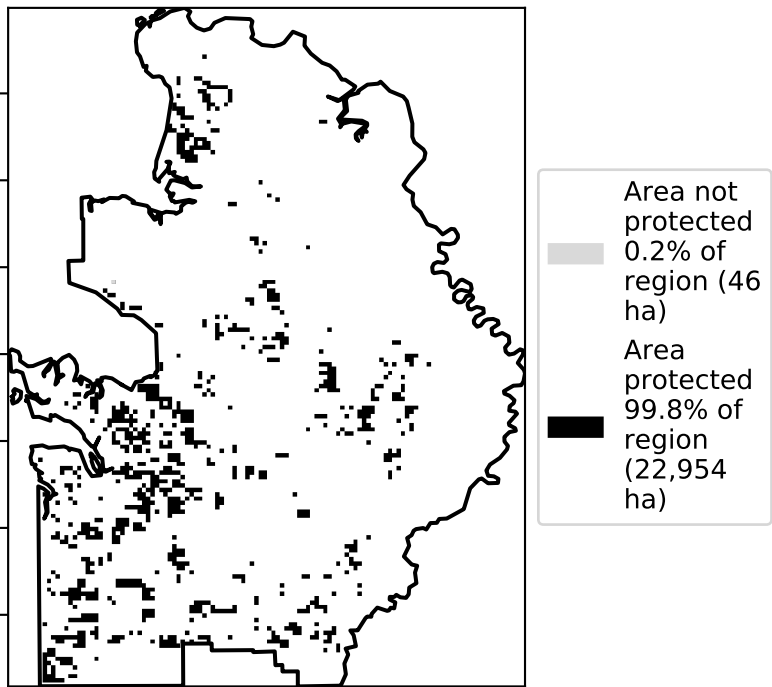 Area not
protected
0.2% of
region (46
ha)
Area
protected
99.8% of
region
(22,954
ha)